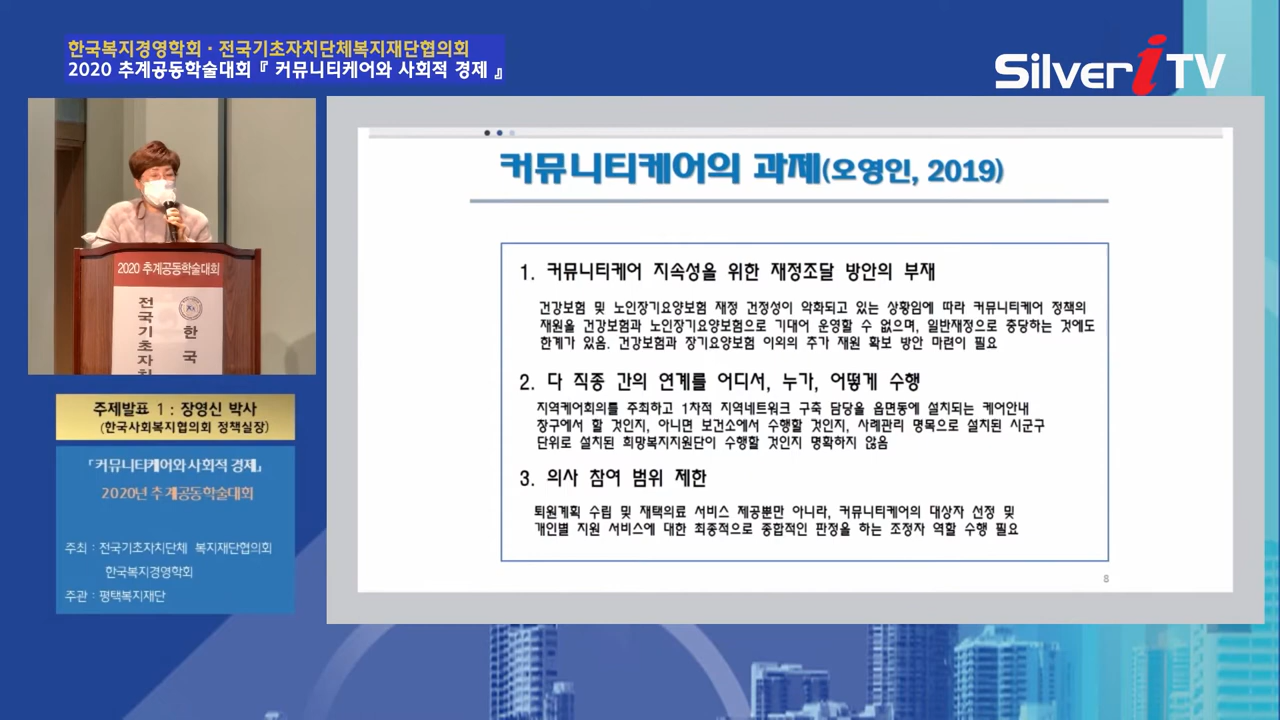 한국복지경영학회 · 전국기초자치단체복지재단협의회
2020 추계공동학술대회 『 커뮤니티케어와 사회적 경제 』
Silver i TV
2020 추계공동학술대회
전국기초자치
한국
주제발표 1 : 장영신 박사
(한국사회복지협의회 정책실장)
「커뮤니티케어와 사회적 경제」
2020년 추계공동학술대회
주최 : 전국기초자치단체 복지재단협의회
한국복지경영학회
주관 : 평택복지재단
커뮤니티케어의 과제(오영인, 2019)
1. 커뮤니티케어 지속성을 위한 재정조달 방안의 부재
건강보험 및 노인장기요양보험 재정 건정성이 악화되고 있는 상황임에 따라 커뮤니티케어 정책의
재원을 건강보험과 노인장기요양보험으로 기대어 운영할 수 없으며, 일반재정으로 충당하는 것에도
한계가 있음. 건강보험과 장기요양보험 이외의 추가 재원 확보 방안 마련이 필요
2. 다 직종 간의 연계를 어디서, 누가, 어떻게 수행
지역케어회의를 주최하고 1차적 지역네트워크 구축 담당을 읍면동에 설치되는 케어안내
창구에서 할 것인지, 아니면 보건소에서 수행할 것인지, 사례관리 명목으로 설치된 시군구
단위로 설치된 희망복지지원단이 수행할 것인지 명확하지 않음
3. 의사 참여 범위 제한
퇴원계획 수립 및 재택의료 서비스 제공뿐만 아니라, 커뮤니티케어의 대상자 선정 및
개인별 지원 서비스에 대한 최종적으로 종합적인 판정을 하는 조정자 역할 수행 필요
8